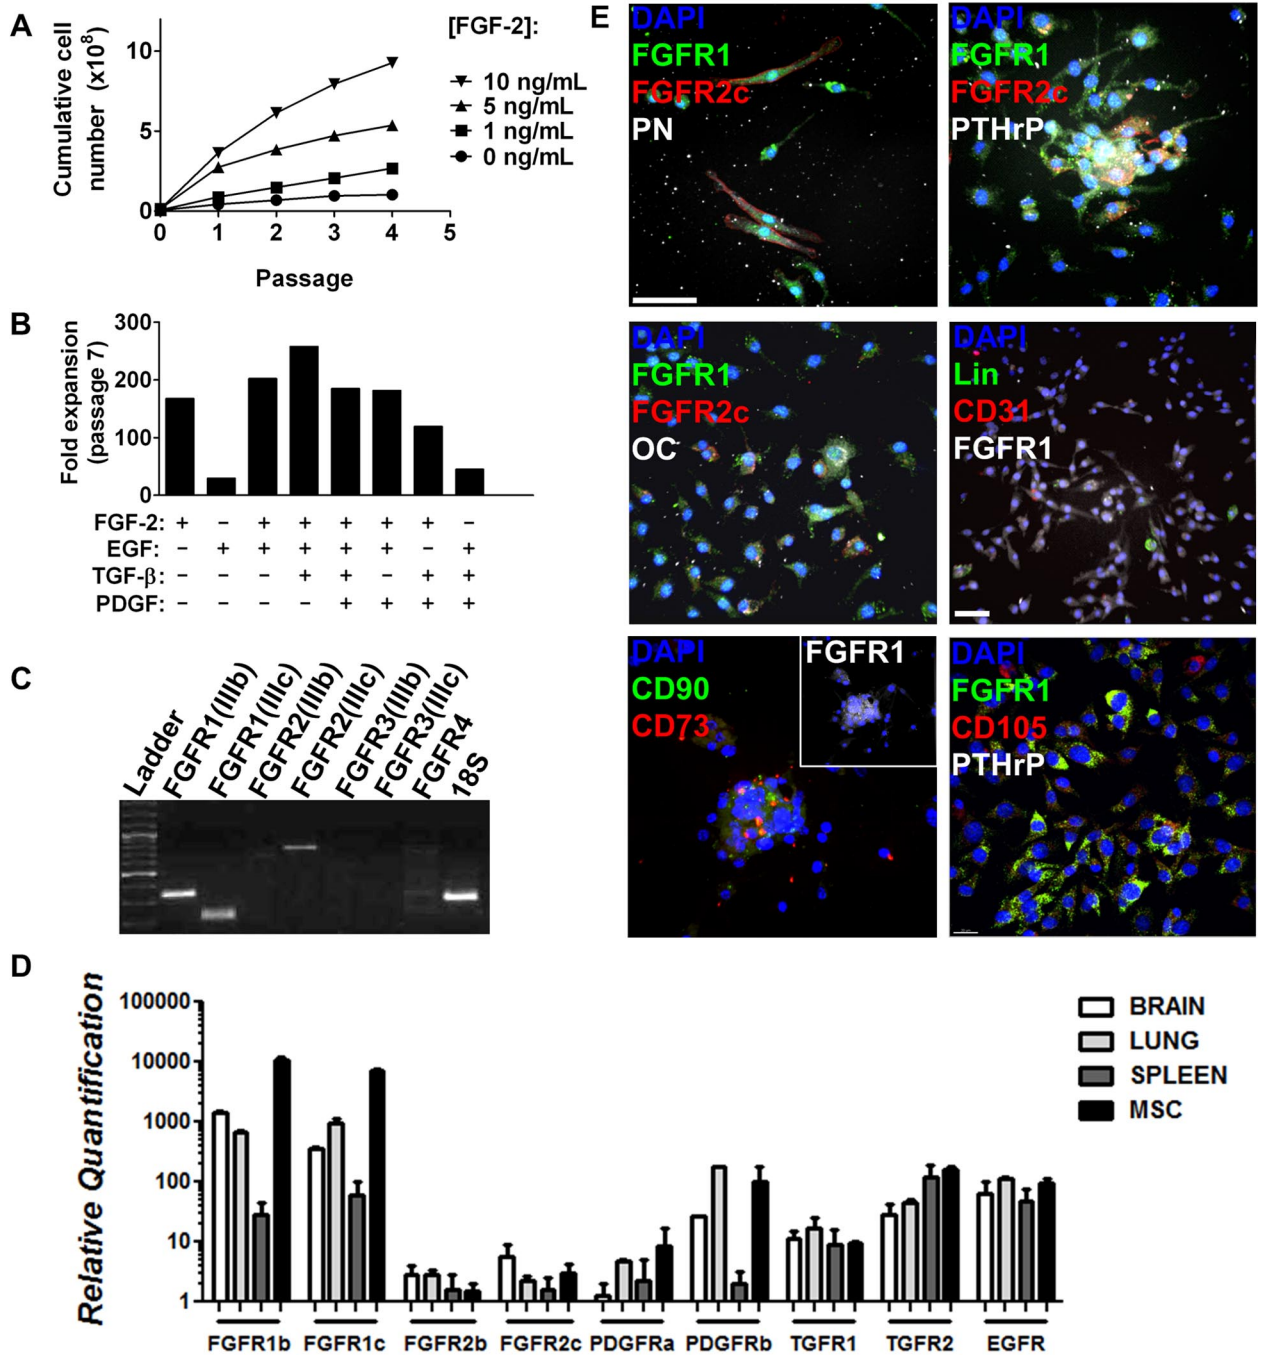 A
Cumulative cell
number (x10⁸)
10
5
0
0 1 2 3 4 5
Passage
[FGF-2]:
10 ng/mL
5 ng/mL
1 ng/mL
0 ng/mL
B
Fold expansion
(passage 7)
300
200
100
0
FGF-2: + – + + + + + –
EGF: – + + + + + – +
TGF-β: – – – + + – + +
PDGF: – – – – + + + +
C
Ladder
FGFR1(IIIb)
FGFR1(IIIc)
FGFR2(IIIb)
FGFR2(IIIc)
FGFR3(IIIb)
FGFR3(IIIc)
FGFR4
18S
D
Relative Quantification
100000
10000
1000
100
10
1
FGFR1b FGFR1c FGFR2b FGFR2c PDGFRa PDGFRb TGFR1 TGFR2 EGFR
BRAIN
LUNG
SPLEEN
MSC
E
DAPI
FGFR1
FGFR2c
PN
DAPI
FGFR1
FGFR2c
PTHrP
DAPI
FGFR1
FGFR2c
OC
DAPI
Lin
CD31
FGFR1
DAPI
CD90
CD73
FGFR1
DAPI
FGFR1
CD105
PTHrP